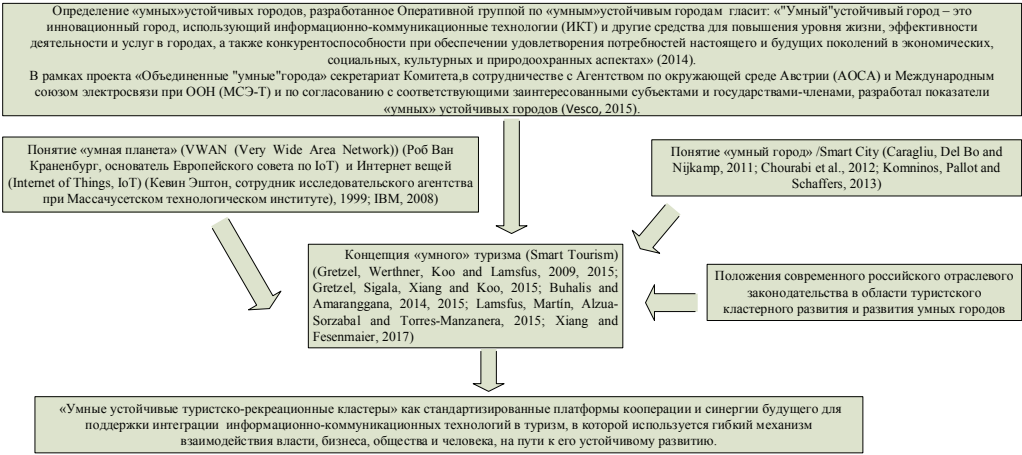 Определение «умных»устойчивых городов, разработанное Оперативной группой по «умным»устойчивым городам  гласит: «"Умный"устойчивый город – это
инновационный город, использующий информационно-коммуникационные технологии (ИКТ) и другие средства для повышения уровня жизни, эффективности
деятельности и услуг в городах, а также конкурентоспособности при обеспечении удовлетворения потребностей настоящего и будущих поколений в экономических,
социальных, культурных и природоохранных аспектах» (2014).
В рамках проекта «Объединенные "умные"города» секретариат Комитета,в сотрудничестве с Агентством по окружающей среде Австрии (АОСА) и Международным
союзом электросвязи при ООН (МСЭ-Т) и по согласованию с соответствующими заинтересованными субъектами и государствами-членами, разработал показатели
«умных» устойчивых городов (Vesco, 2015).
Понятие «умная планета» (VWAN (Very Wide Area Network)) (Роб Ван
Краненбург, основатель Европейского совета по IoT) и Интернет вещей
(Internet of Things, IoT) (Кевин Эштон, сотрудник исследовательского агентства
при Массачусетском технологическом институте), 1999; IBM, 2008)
Понятие «умный город» /Smart City (Caragliu, Del Bo and
Nijkamp, 2011; Chourabi et al., 2012; Komninos, Pallot and
Schaffers, 2013)
Концепция «умного» туризма (Smart Tourism)
(Gretzel, Werthner, Koo and Lamsfus, 2009, 2015;
Gretzel, Sigala, Xiang and Koo, 2015; Buhalis and
Amaranggana, 2014, 2015; Lamsfus, Martin, Alzua-
Sorzabal and Torres-Manzanera, 2015; Xiang and
Fesenmaier, 2017)
Положения современного российского отраслевого
законодательства в области туристского
кластерного развития и развития умных городов
«Умные устойчивые туристско-рекреационные кластеры» как стандартизированные платформы кооперации и синергии будущего для
поддержки интеграции информационно-коммуникационных технологий в туризм, в которой используется гибкий механизм
взаимодействия власти, бизнеса, общества и человека, на пути к его устойчивому развитию.